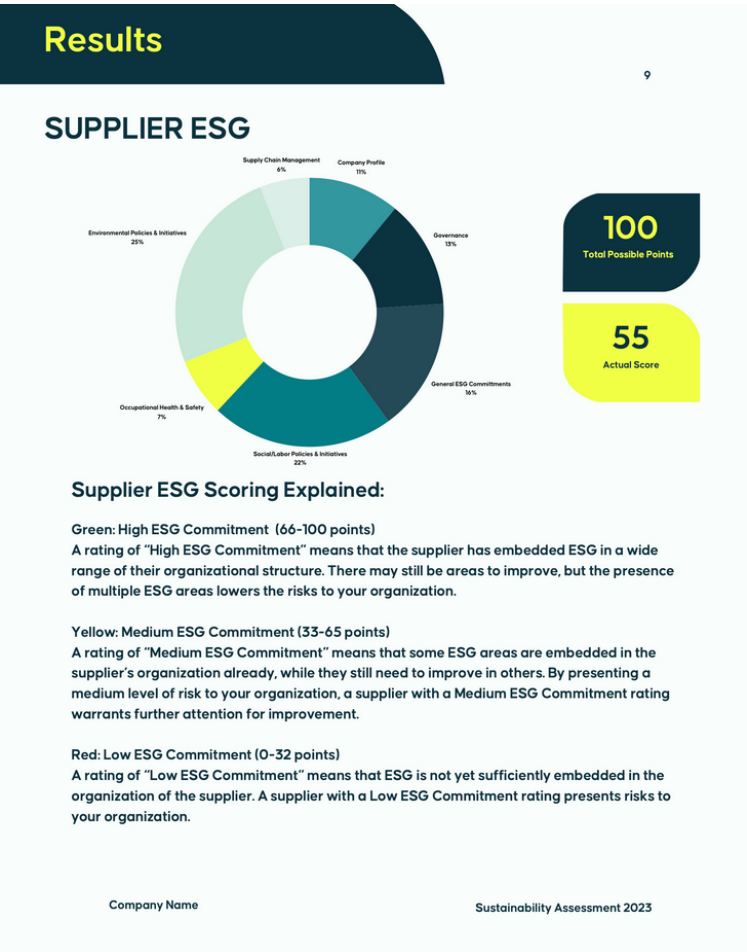 Results
9
SUPPLIER ESG
Supply Chain Management
6%
Company Profile
11%
Environmental Policies & Initiatives
25%
Governance
13%
100
Total Possible Points
55
Actual Score
General ESG Committments
16%
Occupational Health & Safety
7%
Social/Labor Policies & Initiatives
22%
Supplier ESG Scoring Explained:
Green: High ESG Commitment  (66-100 points)
A rating of “High ESG Commitment” means that the supplier has embedded ESG in a wide
range of their organizational structure. There may still be areas to improve, but the presence
of multiple ESG areas lowers the risks to your organization.
Yellow: Medium ESG Commitment (33-65 points)
A rating of “Medium ESG Commitment” means that some ESG areas are embedded in the
supplier’s organization already, while they still need to improve in others. By presenting a
medium level of risk to your organization, a supplier with a Medium ESG Commitment rating
warrants further attention for improvement.
Red: Low ESG Commitment (0-32 points)
A rating of “Low ESG Commitment” means that ESG is not yet sufficiently embedded in the
organization of the supplier. A supplier with a Low ESG Commitment rating presents risks to
your organization.
Company Name
Sustainability Assessment 2023